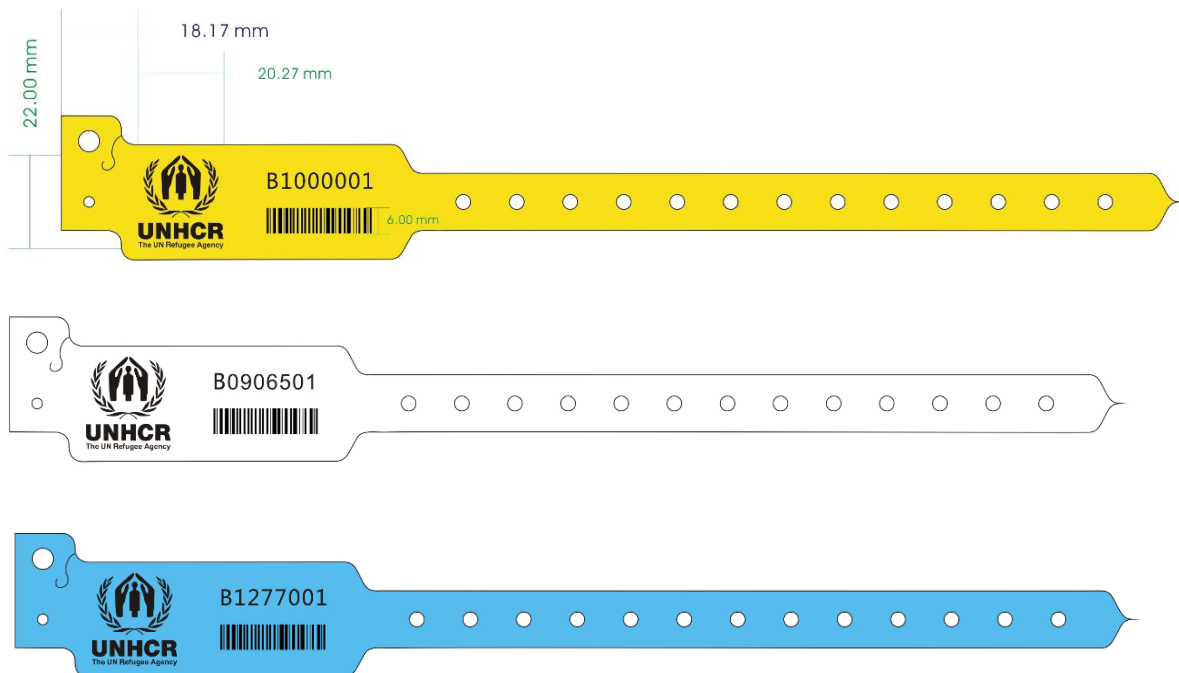 18.17 mm
20.27 mm
22.00 mm
B1000001
6.00 mm
UNHCR
The UN Refugee Agency
B0906501
UNHCR
The UN Refugee Agency
B1277001
UNHCR
The UN Refugee Agency